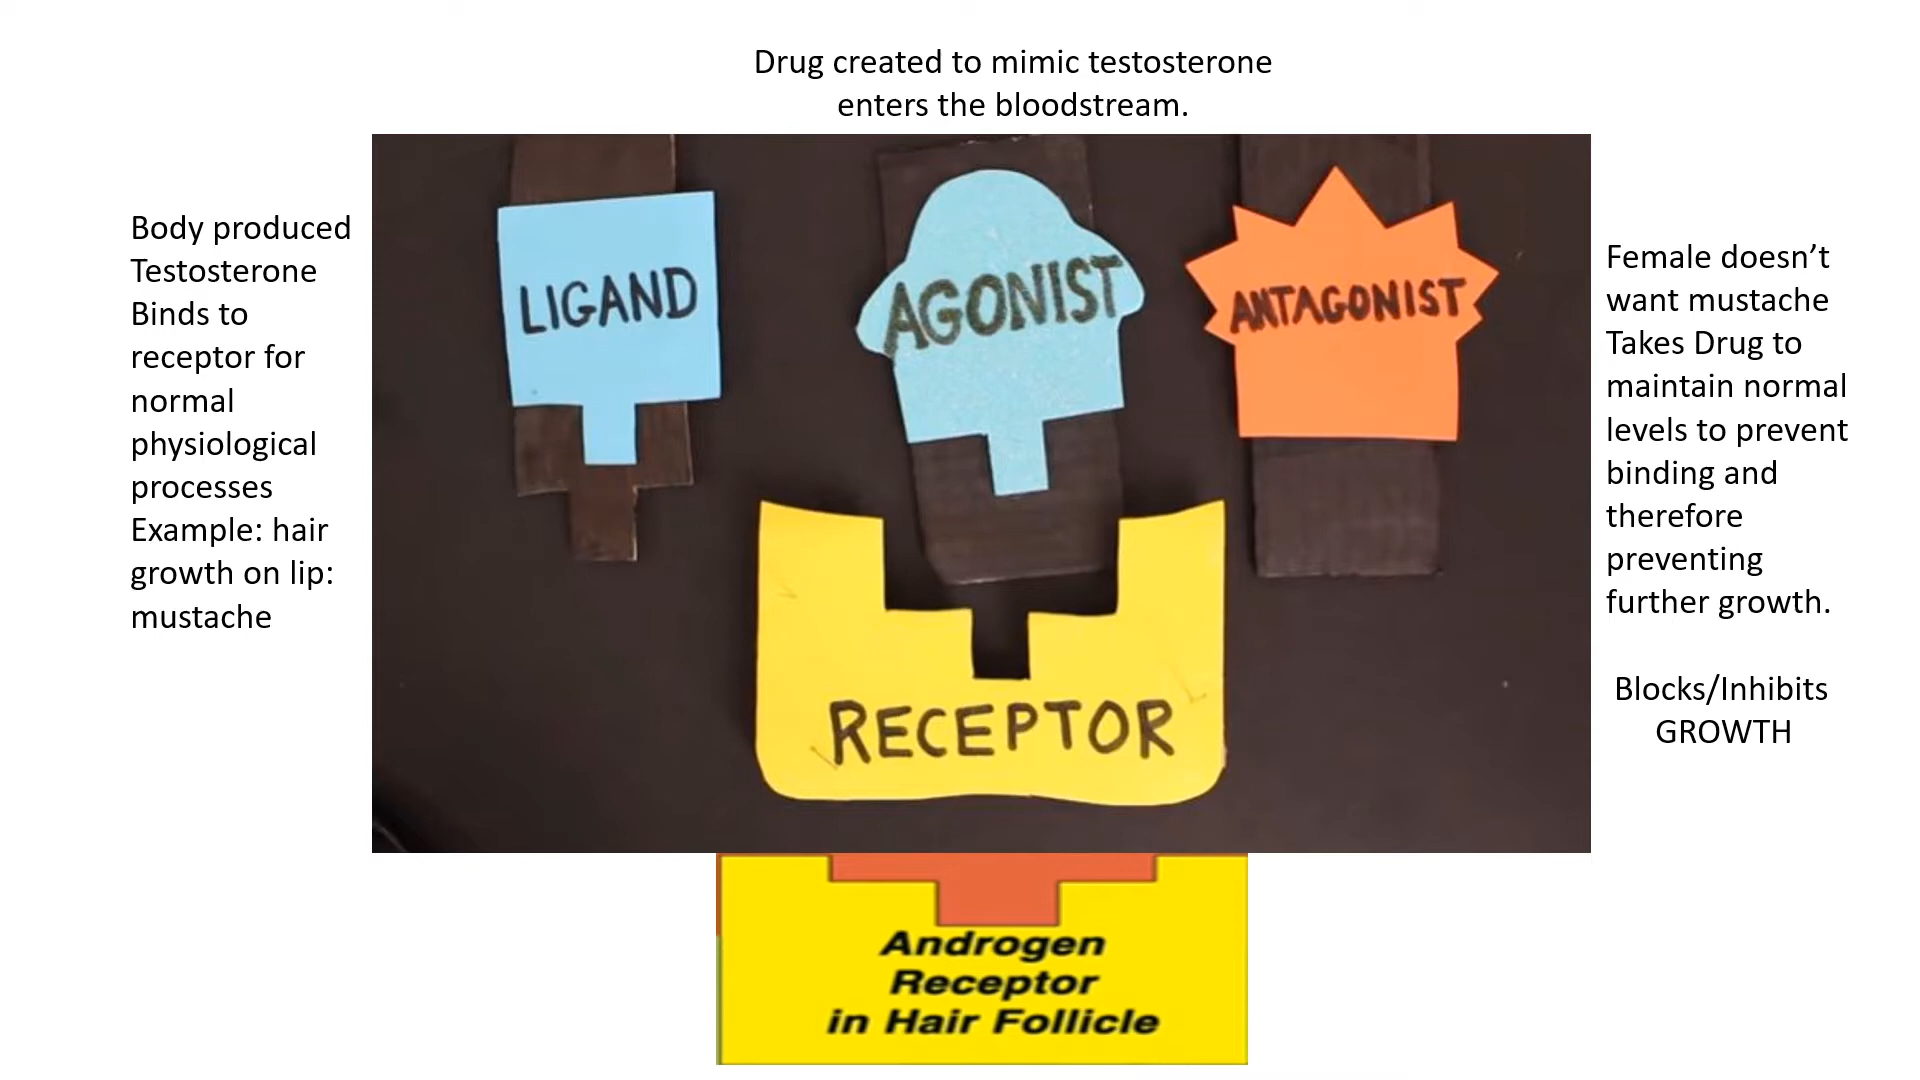 Drug created to mimic testosterone
enters the bloodstream.
Body produced
Testosterone
Binds to
receptor for
normal
physiological
processes
Example: hair
growth on lip:
mustache
LIGAND
AGONIST
ANTAGONIST
RECEPTOR
Female doesn’t
want mustache
Takes Drug to
maintain normal
levels to prevent
binding and
therefore
preventing
further growth.
Blocks/Inhibits
GROWTH
Androgen
Receptor
in Hair Follicle